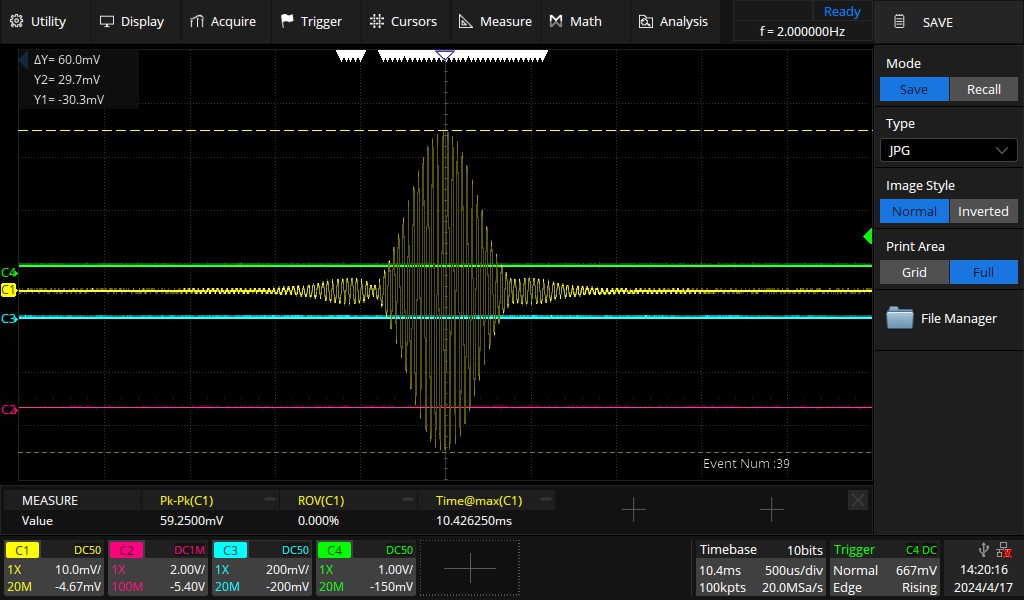 Utility
Display
Acquire
Trigger
Cursors
Measure
Math
Analysis
Ready
f = 2.000000Hz
SAVE
ΔY= 60.0mV
Y2= 29.7mV
Y1= -30.3mV
Mode
Save
Recall
Type
JPG
Image Style
Normal
Inverted
Print Area
Grid
Full
File Manager
C4
C1
C3
C2
Event Num :39
MEASURE
Pk-Pk(C1)
ROV(C1)
Time@max(C1)
Value
59.2500mV
0.000%
10.426250ms
C1 DC50
1X 10.0mV/
20M -4.67mV
C2 DC1M
1X 2.00V/
100M -5.40V
C3 DC50
1X 200mV/
20M -200mV
C4 DC50
1X 1.00V/
20M -150mV
Timebase 10bits
10.4ms 500us/div
100kpts 20.0MSa/s
Trigger C4 DC
Normal 667mV
Edge Rising
14:20:16
2024/4/17